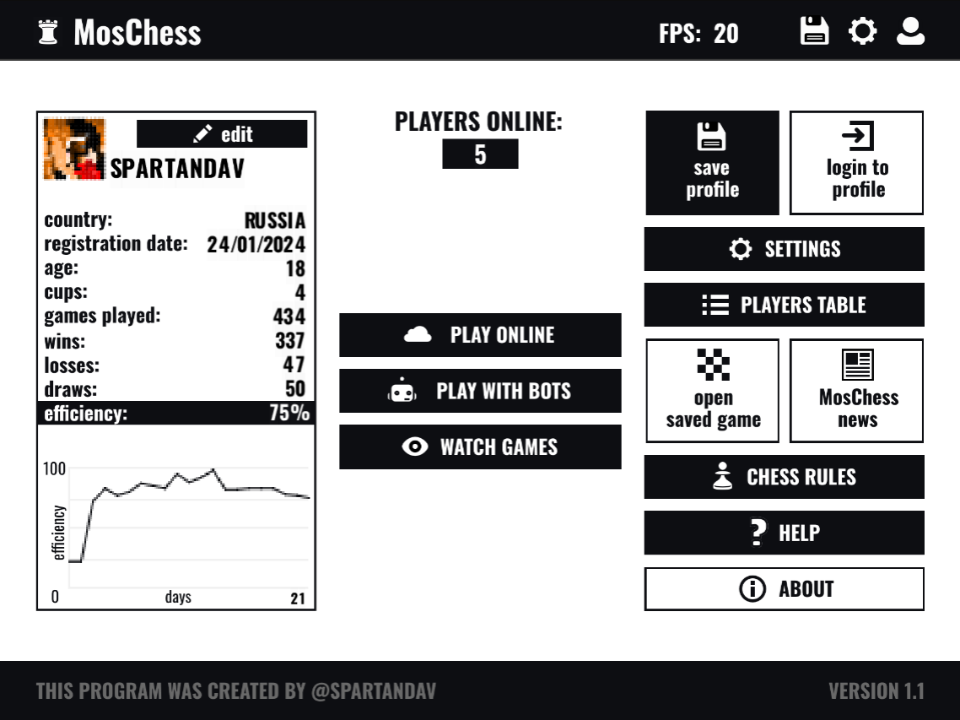 MosChess
FPS: 20
edit
SPARTANDAV
country: RUSSIA
registration date: 24/01/2024
age: 18
cups: 4
games played: 434
wins: 337
losses: 47
draws: 50
efficiency: 75%
100
efficiency
0 days 21
PLAYERS ONLINE:
5
PLAY ONLINE
PLAY WITH BOTS
WATCH GAMES
save
profile
login to
profile
SETTINGS
PLAYERS TABLE
open
saved game
MosChess
news
CHESS RULES
HELP
ABOUT
THIS PROGRAM WAS CREATED BY @SPARTANDAV
VERSION 1.1